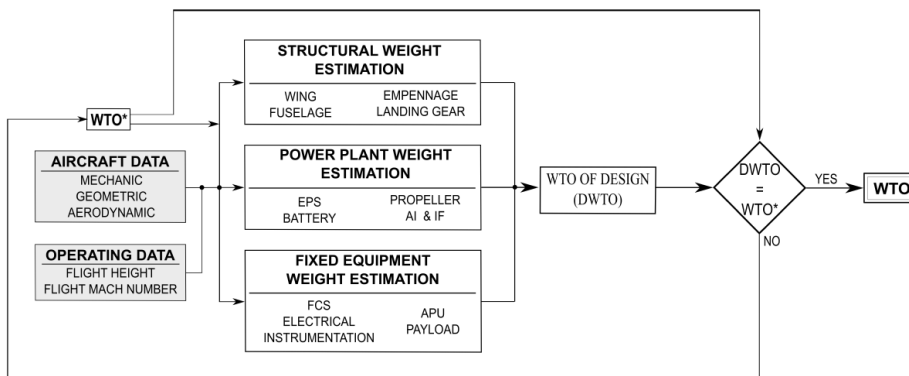 STRUCTURAL WEIGHT
ESTIMATION
WING
FUSELAGE
EMPENNAGE
LANDING GEAR
WTO*
AIRCRAFT DATA
MECHANIC
GEOMETRIC
AERODYNAMIC
OPERATING DATA
FLIGHT HEIGHT
FLIGHT MACH NUMBER
POWER PLANT WEIGHT
ESTIMATION
EPS
BATTERY
PROPELLER
AI & IF
FIXED EQUIPMENT
WEIGHT ESTIMATION
FCS
ELECTRICAL
INSTRUMENTATION
APU
PAYLOAD
WTO OF DESIGN
(DWTO)
DWTO
=
WTO*
YES
NO
WTO